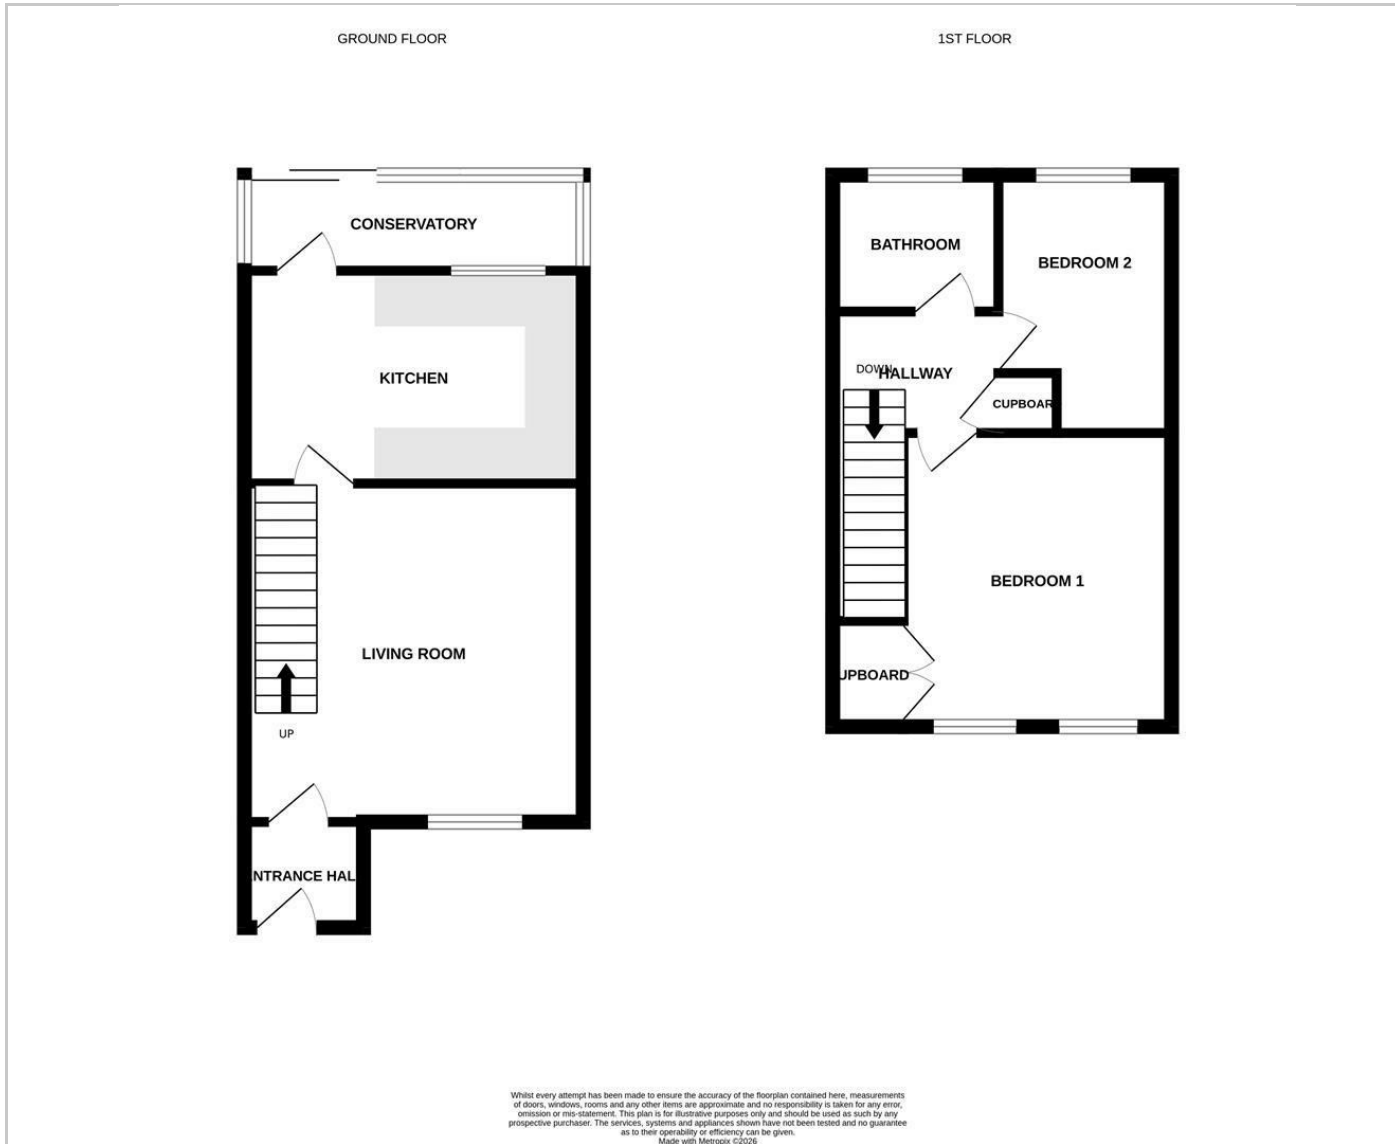 GROUND FLOOR
1ST FLOOR
CONSERVATORY
KITCHEN
LIVING ROOM
UP
NTRANCE HAL
BATHROOM
BEDROOM 2
DOWN
HALLWAY
CUPBOAR
BEDROOM 1
UPBOARD
Whilst every attempt has been made to ensure the accuracy of the floorplan contained here, measurements
of doors, windows, rooms and any other items are approximate and no responsibility is taken for any error,
omission or mis-statement. This plan is for illustrative purposes only and should be used as such by any
prospective purchaser. The services, systems and appliances shown have not been tested and no guarantee
as to their operability or efficiency can be given.
Made with Metropix ©2026